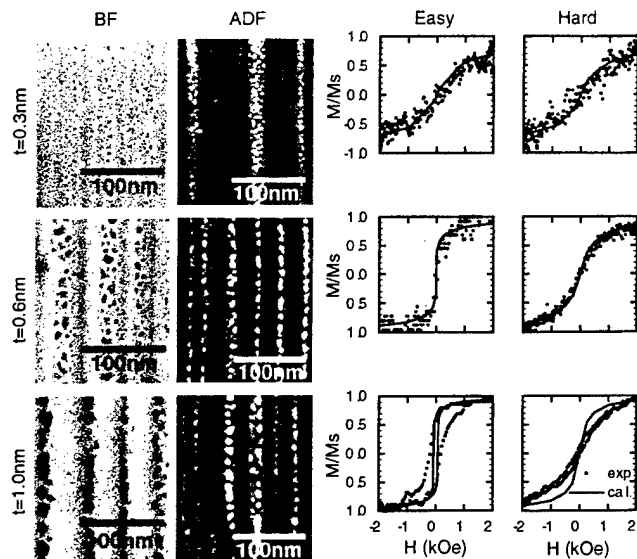 BF ADF Easy Hard
t=0.3nm
100nm
100nm
M/Ms
1.0
0.5
0.0
-0.5
-1.0
t=0.6nm
100nm
100nm
M/Ms
1.0
0.5
0.0
0.5
1.0
t=1.0nm
100nm
M/Ms
1.0
0.5
0.0
0.5
1.0
exp
cal.
-2 -1 0 1 2
-2 -1 0 1 2
H (kOe)
H (kOe)